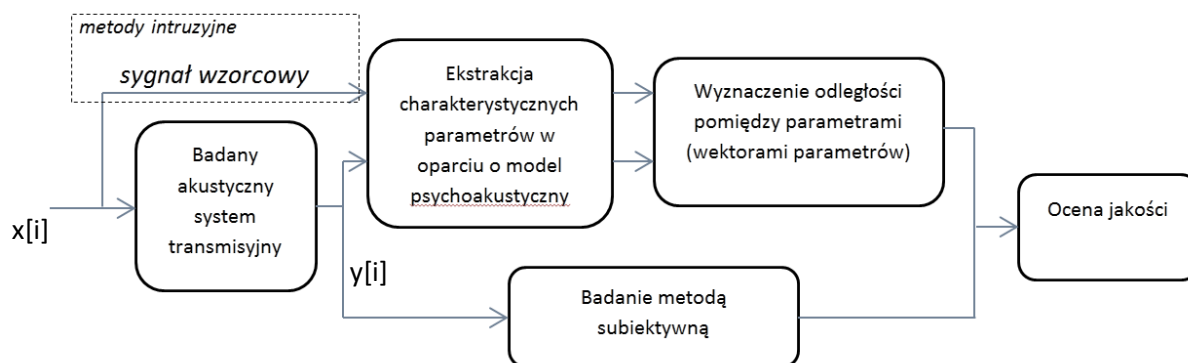 metody intruzyjne
sygnał wzorcowy
Ekstrakcja
charakterystycznych
parametrów w
oparciu o model
psychoakustyczny
Wyznaczenie odległości
pomiędzy parametrami
(wektorami parametrów)
Badany
akustyczny
system
transmisyjny
x[i]
y[i]
Badanie metodą
subiektywną
Ocena jakości